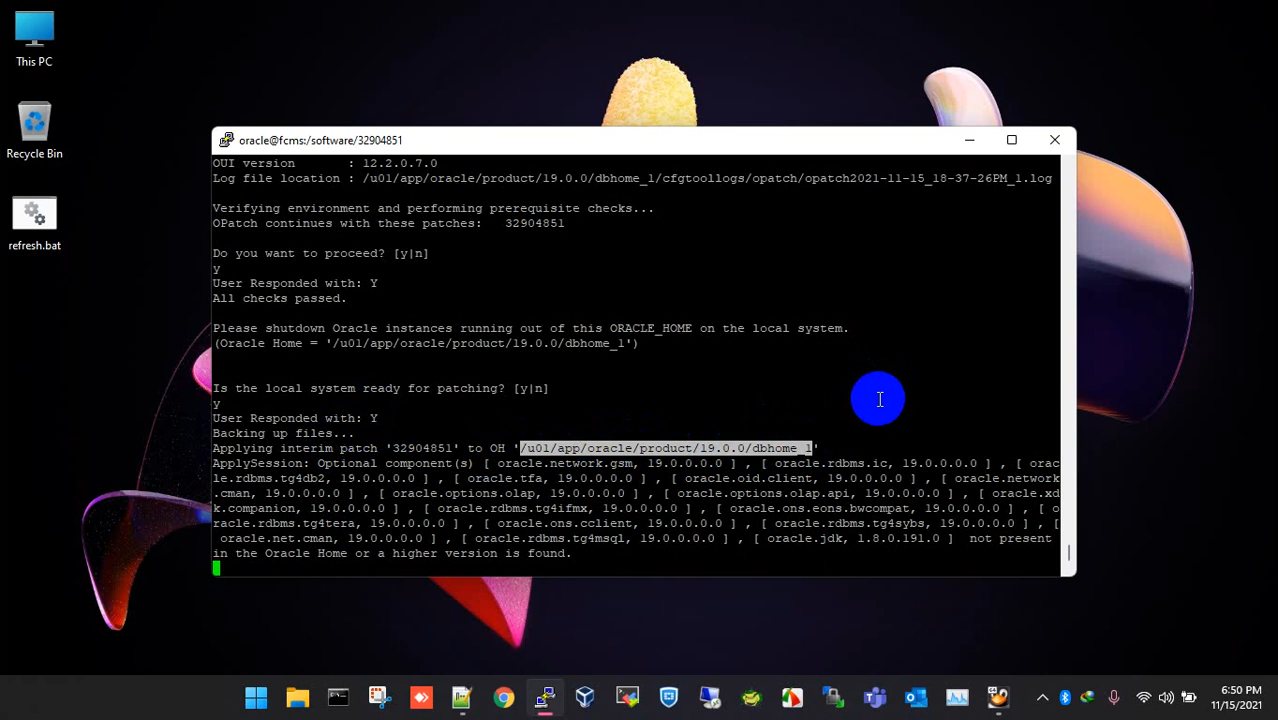 This PC
Recycle Bin
refresh.bat
oracle@fcms:/software/32904851
OUI version       : 12.2.0.7.0
Log file location : /u01/app/oracle/product/19.0.0/dbhome_1/cfgtoollogs/opatch/opatch2021-11-15_18-37-26PM_1.log
Verifying environment and performing prerequisite checks...
OPatch continues with these patches:   32904851
Do you want to proceed? [y|n]
y
User Responded with: Y
All checks passed.
Please shutdown Oracle instances running out of this ORACLE_HOME on the local system.
(Oracle Home = '/u01/app/oracle/product/19.0.0/dbhome_1')
Is the local system ready for patching? [y|n]
y
User Responded with: Y
Backing up files...
Applying interim patch '32904851' to OH '/u01/app/oracle/product/19.0.0/dbhome_1'
ApplySession: Optional component(s) [ oracle.network.gsm, 19.0.0.0.0 ] , [ oracle.rdbms.ic, 19.0.0.0.0 ] , [ orac
le.rdbms.tg4db2, 19.0.0.0.0 ] , [ oracle.tfa, 19.0.0.0.0 ] , [ oracle.oid.client, 19.0.0.0.0 ] , [ oracle.network
.cman, 19.0.0.0.0 ] , [ oracle.options.olap, 19.0.0.0.0 ] , [ oracle.options.olap.api, 19.0.0.0.0 ] , [ oracle.xd
k.companion, 19.0.0.0.0 ] , [ oracle.rdbms.tg4ifmx, 19.0.0.0.0 ] , [ oracle.ons.eons.bwcompat, 19.0.0.0.0 ] , [ o
racle.rdbms.tg4tera, 19.0.0.0.0 ] , [ oracle.ons.cclient, 19.0.0.0.0 ] , [ oracle.rdbms.tg4sybs, 19.0.0.0.0 ] , [
oracle.net.cman, 19.0.0.0.0 ] , [ oracle.rdbms.tg4msql, 19.0.0.0.0 ] , [ oracle.jdk, 1.8.0.191.0 ]  not present
in the Oracle Home or a higher version is found.
6:50 PM
11/15/2021